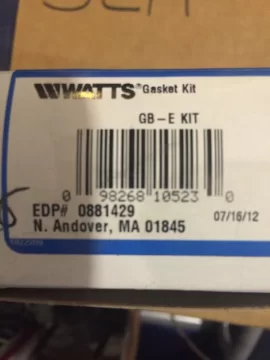 WATTS® Gasket Kit
GB-E KIT
0 98268 10523 0
EDP# 0881429
07/16/12
N. Andover, MA 01845